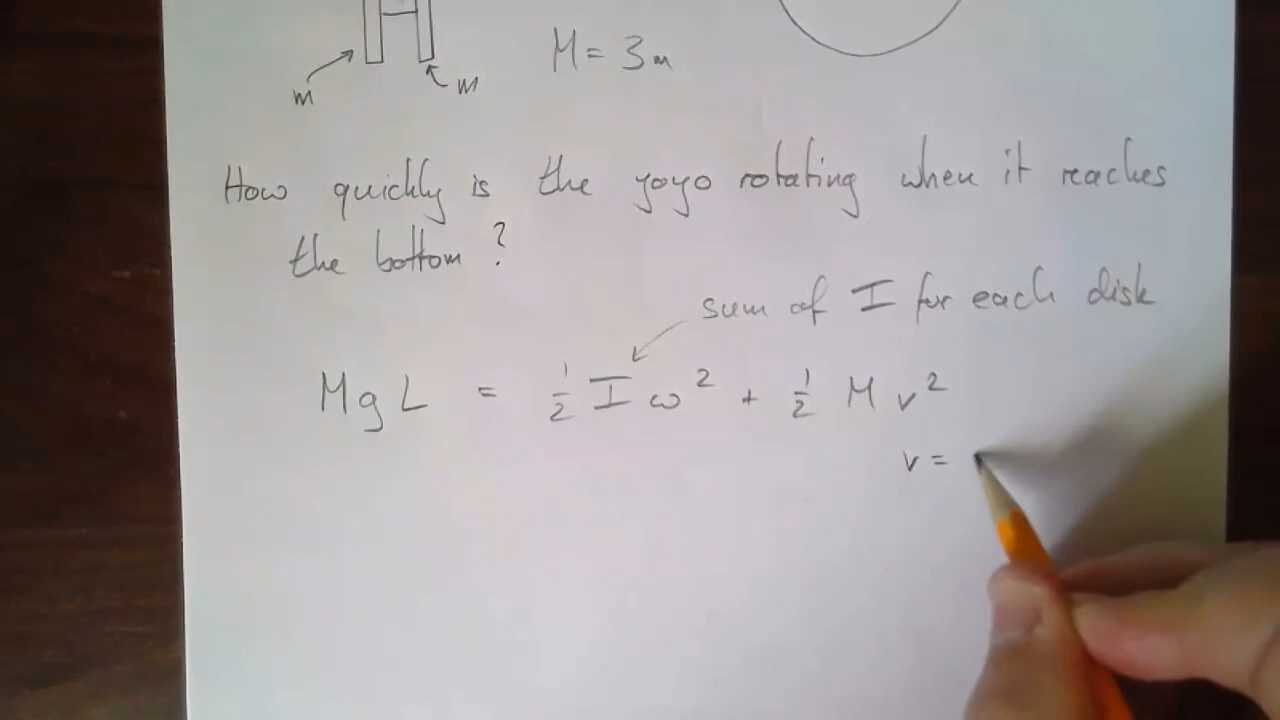 M = 3m
m
m
How quickly is the yoyo rotating when it reaches
the bottom ?
sum of I for each disk
MgL = ½ I ω² + ½ M v²
v =